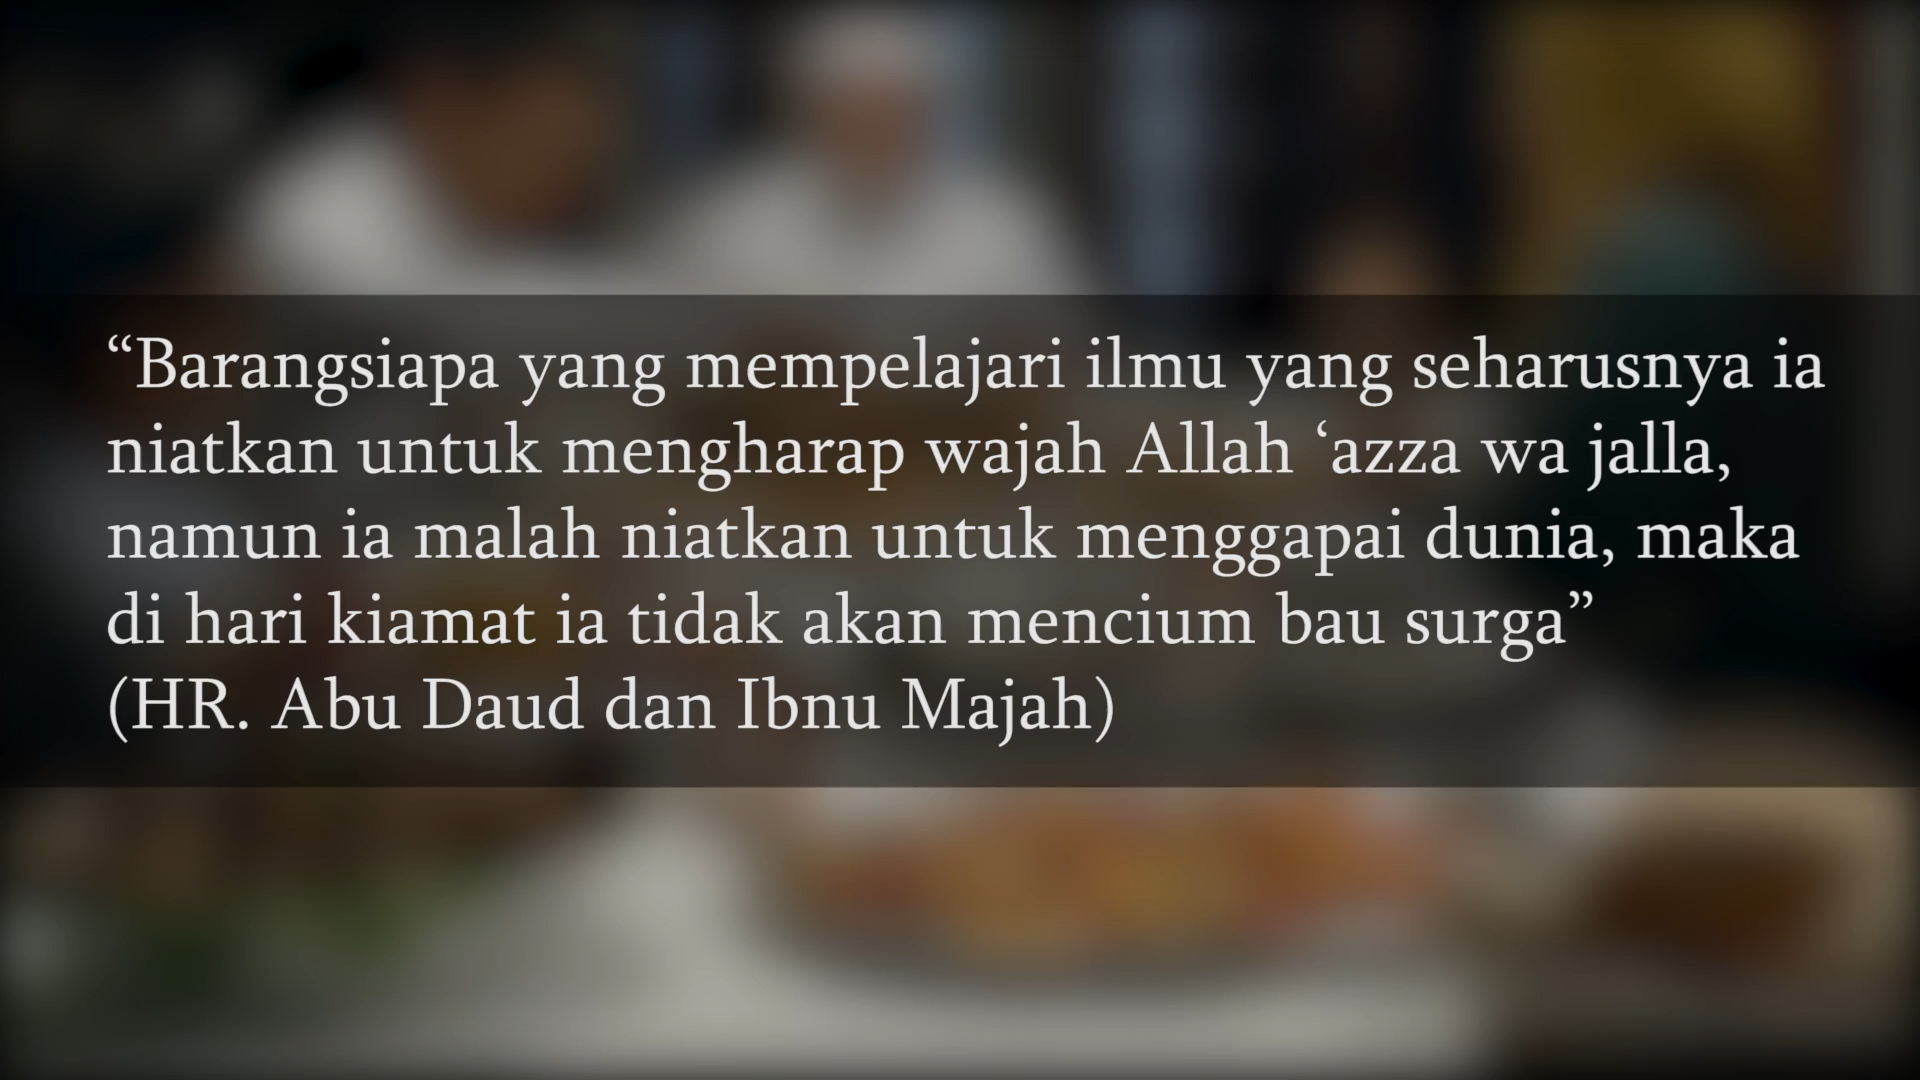 “Barangsiapa yang mempelajari ilmu yang seharusnya ia
niatkan untuk mengharap wajah Allah ‘azza wa jalla,
namun ia malah niatkan untuk menggapai dunia, maka
di hari kiamat ia tidak akan mencium bau surga”
(HR. Abu Daud dan Ibnu Majah)